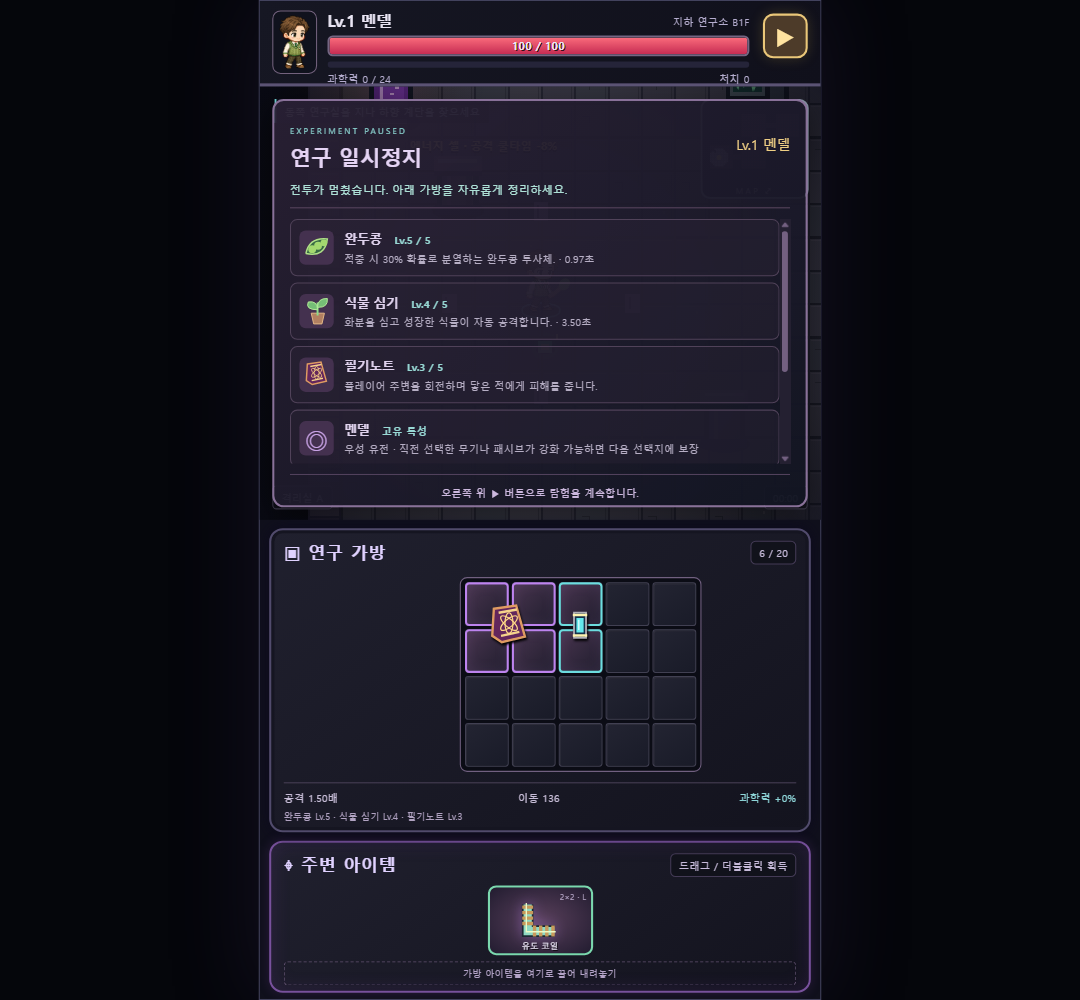 Lv.1 멘델
지하 연구소 B1F
100 / 100
과학력 0 / 24
처치 0
EXPERIMENT PAUSED
연구 일시정지
Lv.1 멘델
전투가 멈췄습니다. 아래 가방을 자유롭게 정리하세요.
완두콩 Lv.5 / 5
적중 시 30% 확률로 분열하는 완두콩 투사체. · 0.97초
식물 심기 Lv.4 / 5
화분을 심고 성장한 식물이 자동 공격합니다. · 3.50초
필기노트 Lv.3 / 5
플레이어 주변을 회전하며 닿은 적에게 피해를 줍니다.
멘델 고유 특성
우성 유전 · 직전 선택한 무기나 패시브가 강화 가능하면 다음 선택지에 보장
오른쪽 위 ▶ 버튼으로 탐험을 계속합니다.
▣ 연구 가방
6 / 20
공격 1.50배
이동 136
과학력 +0%
완두콩 Lv.5 · 식물 심기 Lv.4 · 필기노트 Lv.3
주변 아이템
드래그 / 더블클릭 획득
2×2 · L
유도 코일
가방 아이템을 여기로 끌어 내려놓기